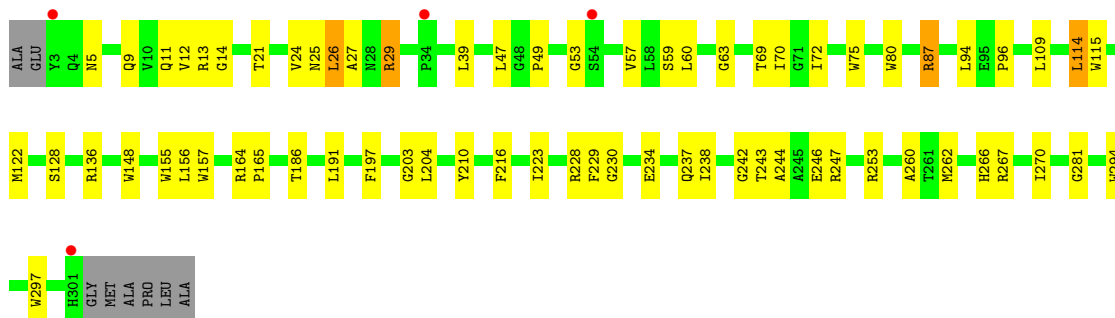 ALA GLU Y3 Q4 N5 Q9 V10 Q11 V12 R13 G14 T21 V24 N25 L26 A27 N28 R29 P34 L39 L47 G48 P49 G53 S54 V57 L58 S59 L60 G63 T69 I70 G71 I72 W75 W80 R87 L94 E95 P96 L109 L114 W115
M122 S128 R136 W148 W155 L156 W157 R164 P165 T186 L191 F197 G203 L204 Y210 F216 I223 R228 F229 G230 E234 Q237 I238 G242 T243 A244 A245 E246 R247 R253 A260 T261 M262 H266 R267 I270 G281 W294
W297 H301 GLY MET ALA PRO LEU ALA